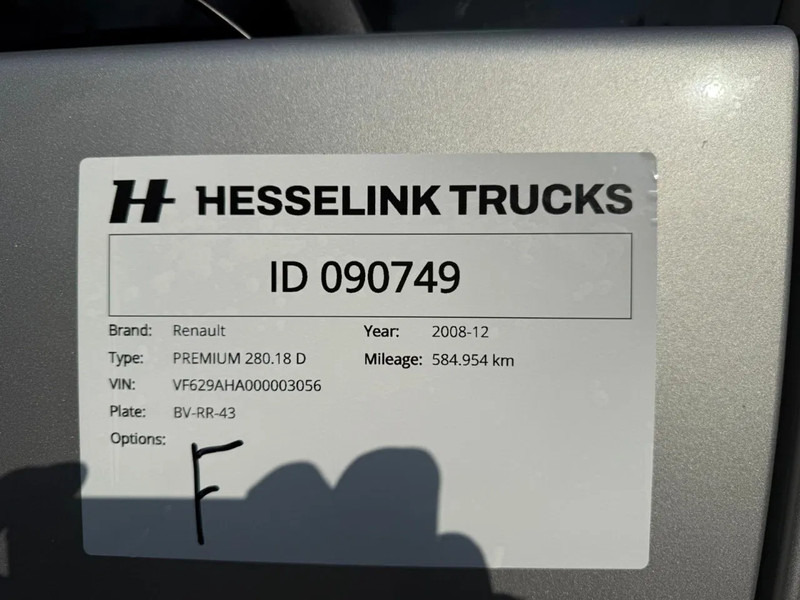 H HESSELINK TRUCKS
ID 090749
Brand: Renault Year: 2008-12
Type: PREMIUM 280.18 D Mileage: 584.954 km
VIN: VF629AHA000003056
Plate: BV-RR-43
Options:
F